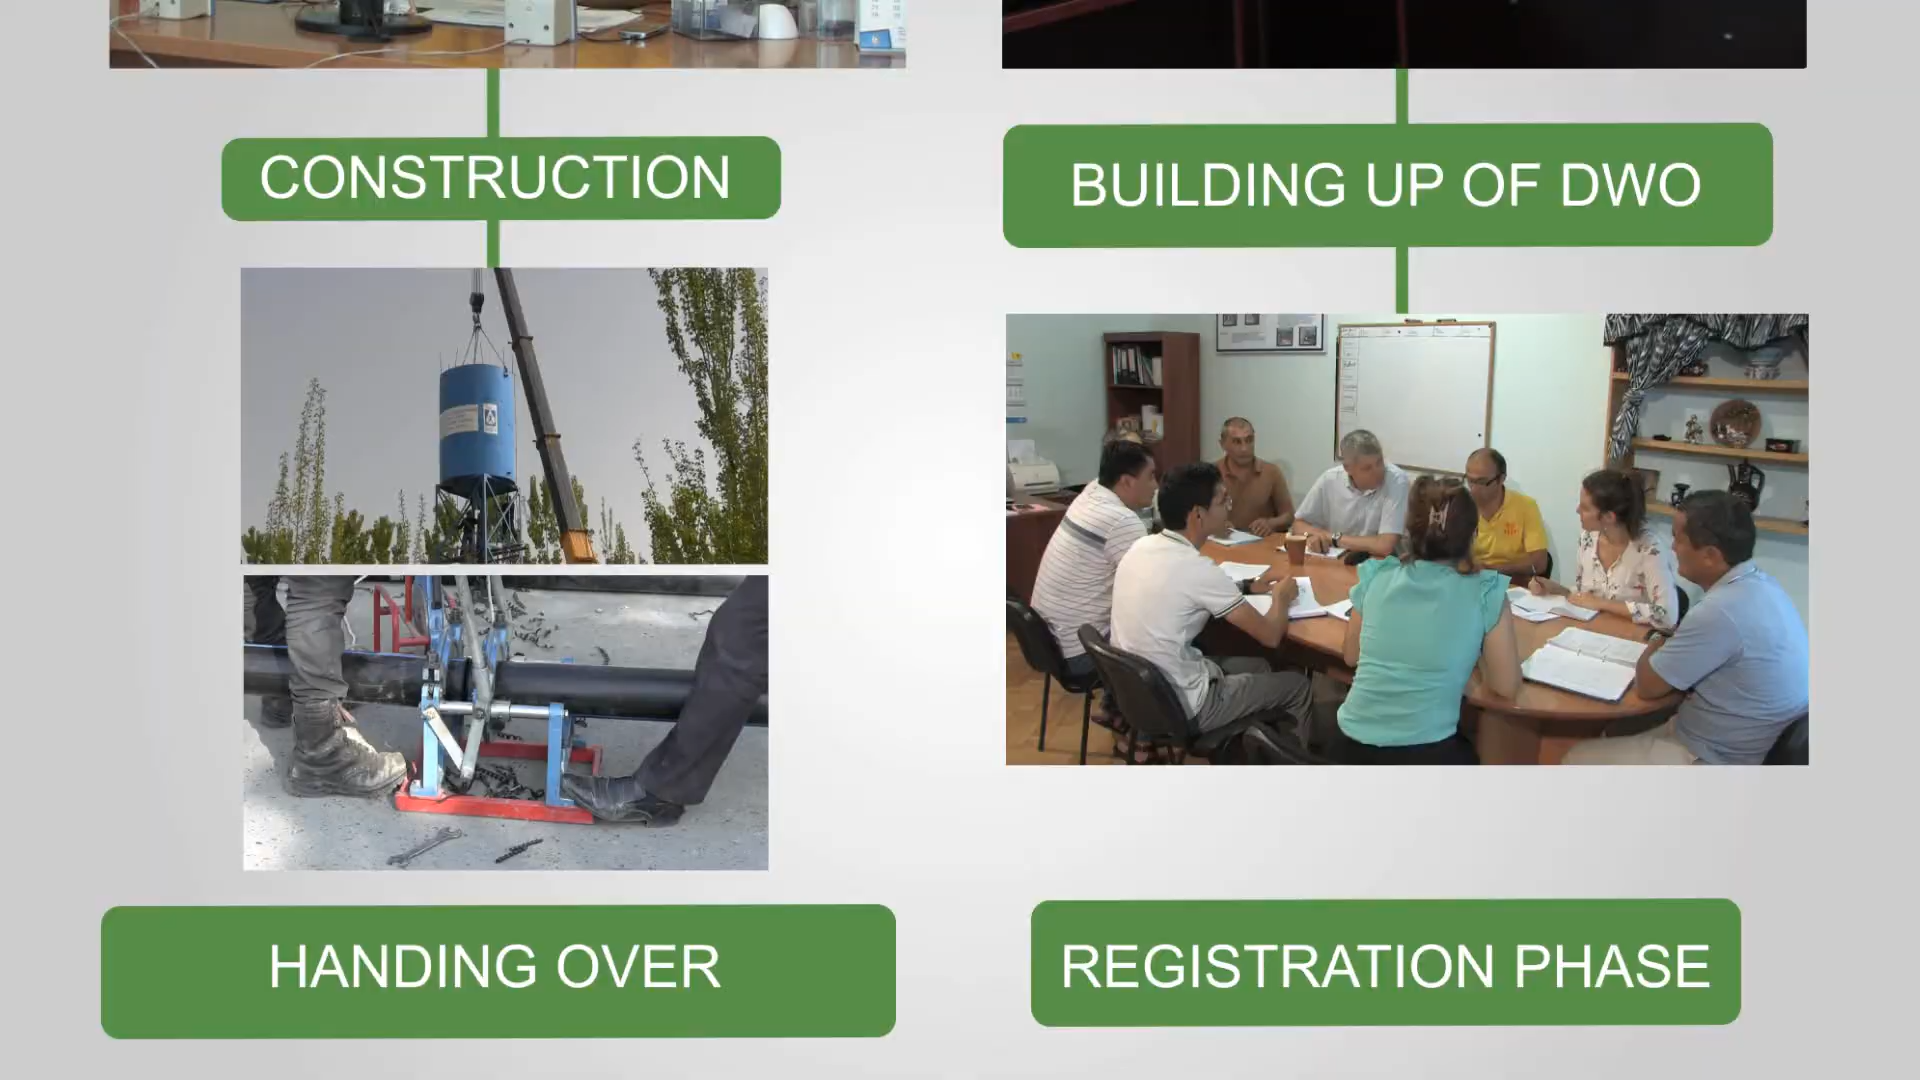 CONSTRUCTION
BUILDING UP OF DWO
HANDING OVER
REGISTRATION PHASE